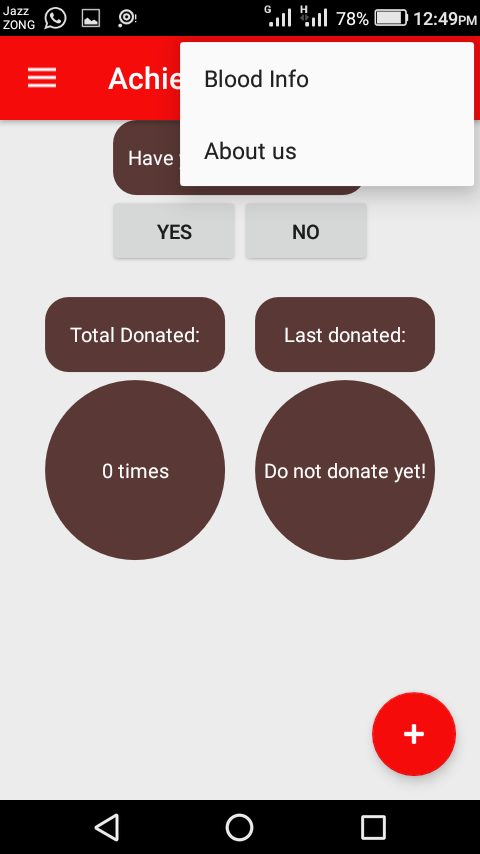 Jazz
ZONG
G
H
78%
12:49PM
Achie
Blood Info
About us
Have
YES
NO
Total Donated:
Last donated:
0 times
Do not donate yet!